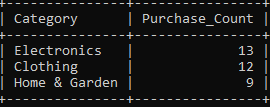 +----------------+----------------+
| Category       | Purchase_Count |
+----------------+----------------+
| Electronics    |             13 |
| Clothing       |             12 |
| Home & Garden  |              9 |
+----------------+----------------+